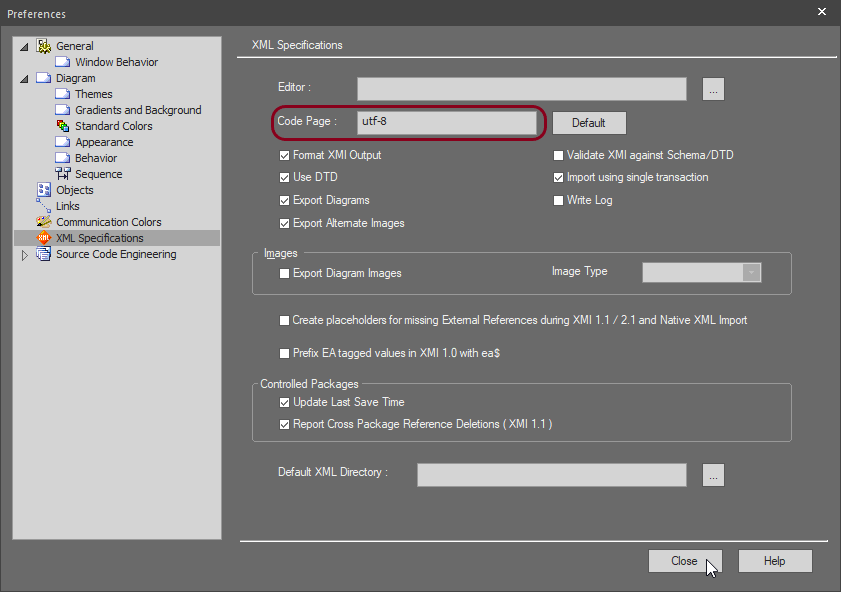 Preferences
General
Window Behavior
Diagram
Themes
Gradients and Background
Standard Colors
Appearance
Behavior
Sequence
Objects
Links
Communication Colors
XML Specifications
Source Code Engineering
XML Specifications
Editor :
...
Code Page :
utf-8
Default
Format XMI Output
Validate XMI against Schema/DTD
Use DTD
Import using single transaction
Export Diagrams
Write Log
Export Alternate Images
Images
Export Diagram Images
Image Type
Create placeholders for missing External References during XMI 1.1 / 2.1 and Native XML Import
Prefix EA tagged values in XMI 1.0 with ea$
Controlled Packages
Update Last Save Time
Report Cross Package Reference Deletions ( XMI 1.1 )
Default XML Directory :
...
Close
Help